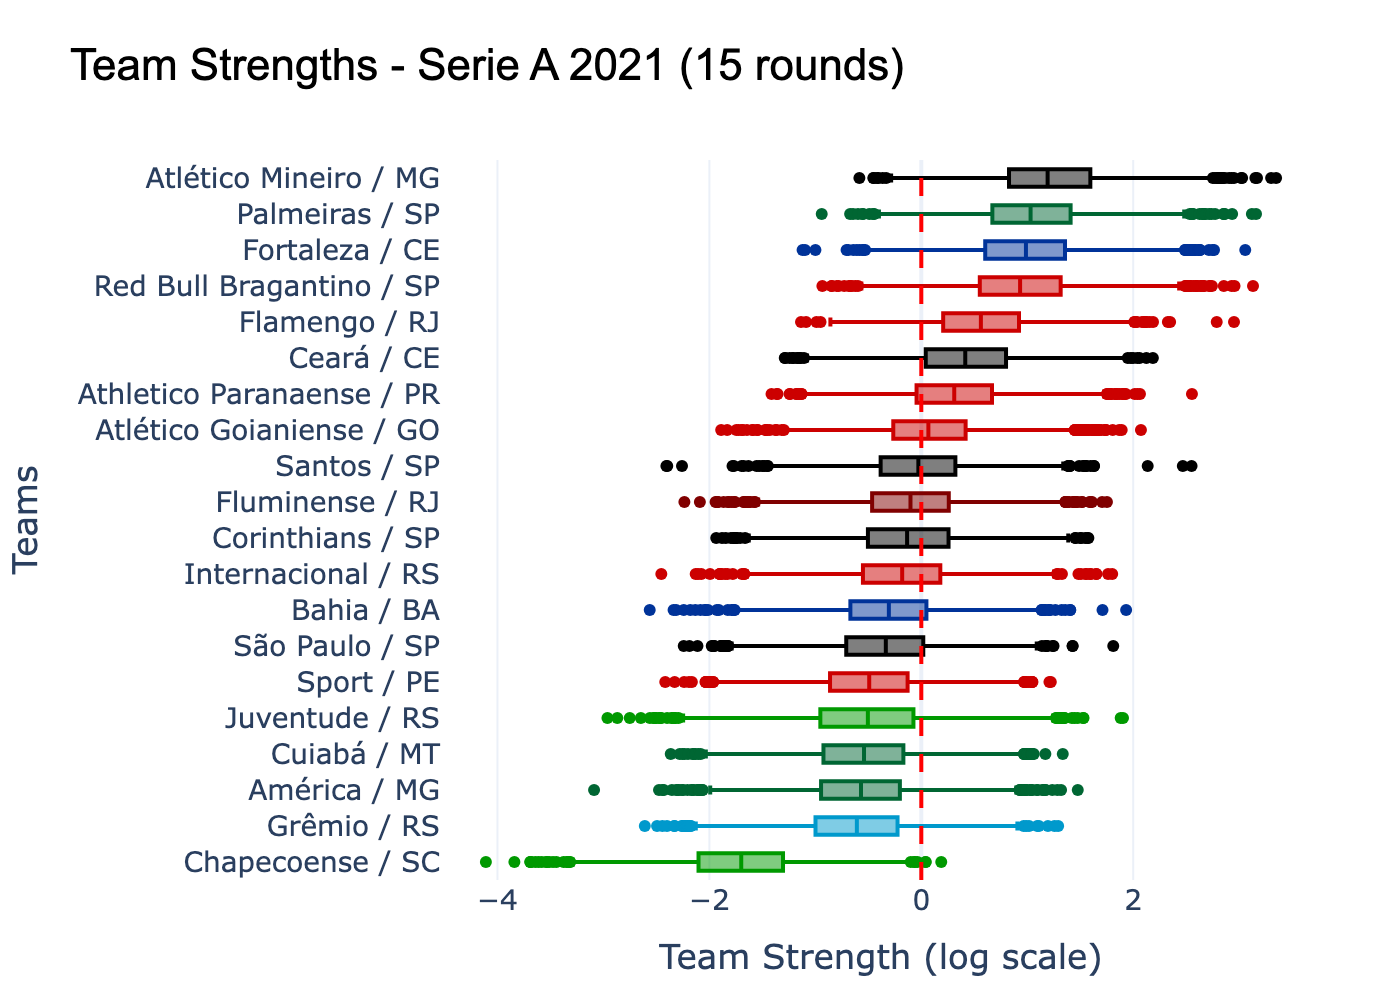 Team Strengths - Serie A 2021 (15 rounds)
Teams
Atlético Mineiro / MG
Palmeiras / SP
Fortaleza / CE
Red Bull Bragantino / SP
Flamengo / RJ
Ceará / CE
Athletico Paranaense / PR
Atlético Goianiense / GO
Santos / SP
Fluminense / RJ
Corinthians / SP
Internacional / RS
Bahia / BA
São Paulo / SP
Sport / PE
Juventude / RS
Cuiabá / MT
América / MG
Grêmio / RS
Chapecoense / SC
−4 −2 0 2
Team Strength (log scale)